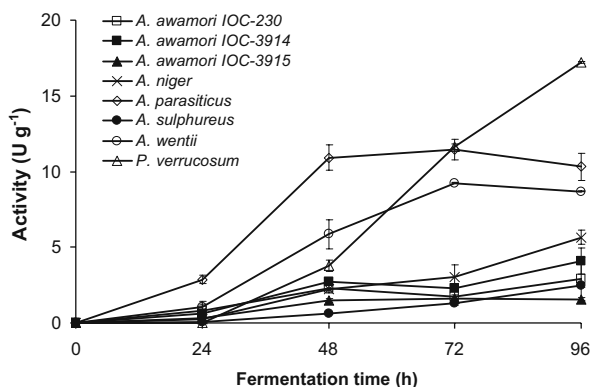 20
15
10
5
0
Activity (U g⁻¹)
A. awamori IOC-230
A. awamori IOC-3914
A. awamori IOC-3915
A. niger
A. parasiticus
A. sulphureus
A. wentii
P. verrucosum
0 24 48 72 96
Fermentation time (h)